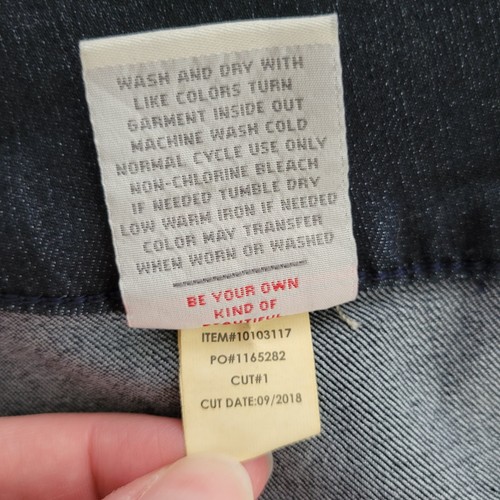 WASH AND DRY WITH
LIKE COLORS TURN
GARMENT INSIDE OUT
MACHINE WASH COLD
NORMAL CYCLE USE ONLY
NON-CHLORINE BLEACH
IF NEEDED TUMBLE DRY
LOW WARM IRON IF NEEDED
COLOR MAY TRANSFER
WHEN WORN OR WASHED
BE YOUR OWN
KIND OF
BEAUTIFUL
ITEM#10103117
PO#1165282
CUT#1
CUT DATE:09/2018